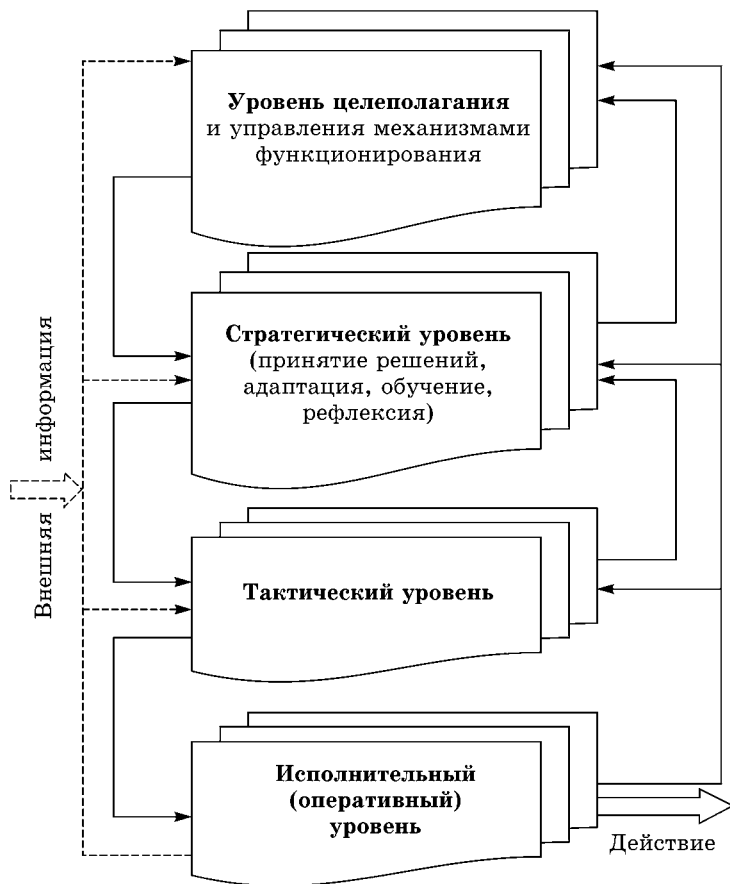 Уровень целеполагания
и управления механизмами
функционирования
Стратегический уровень
(принятие решений,
адаптация, обучение,
рефлексия)
Внешняя информация
Тактический уровень
Исполнительный
(оперативный)
уровень
Действие